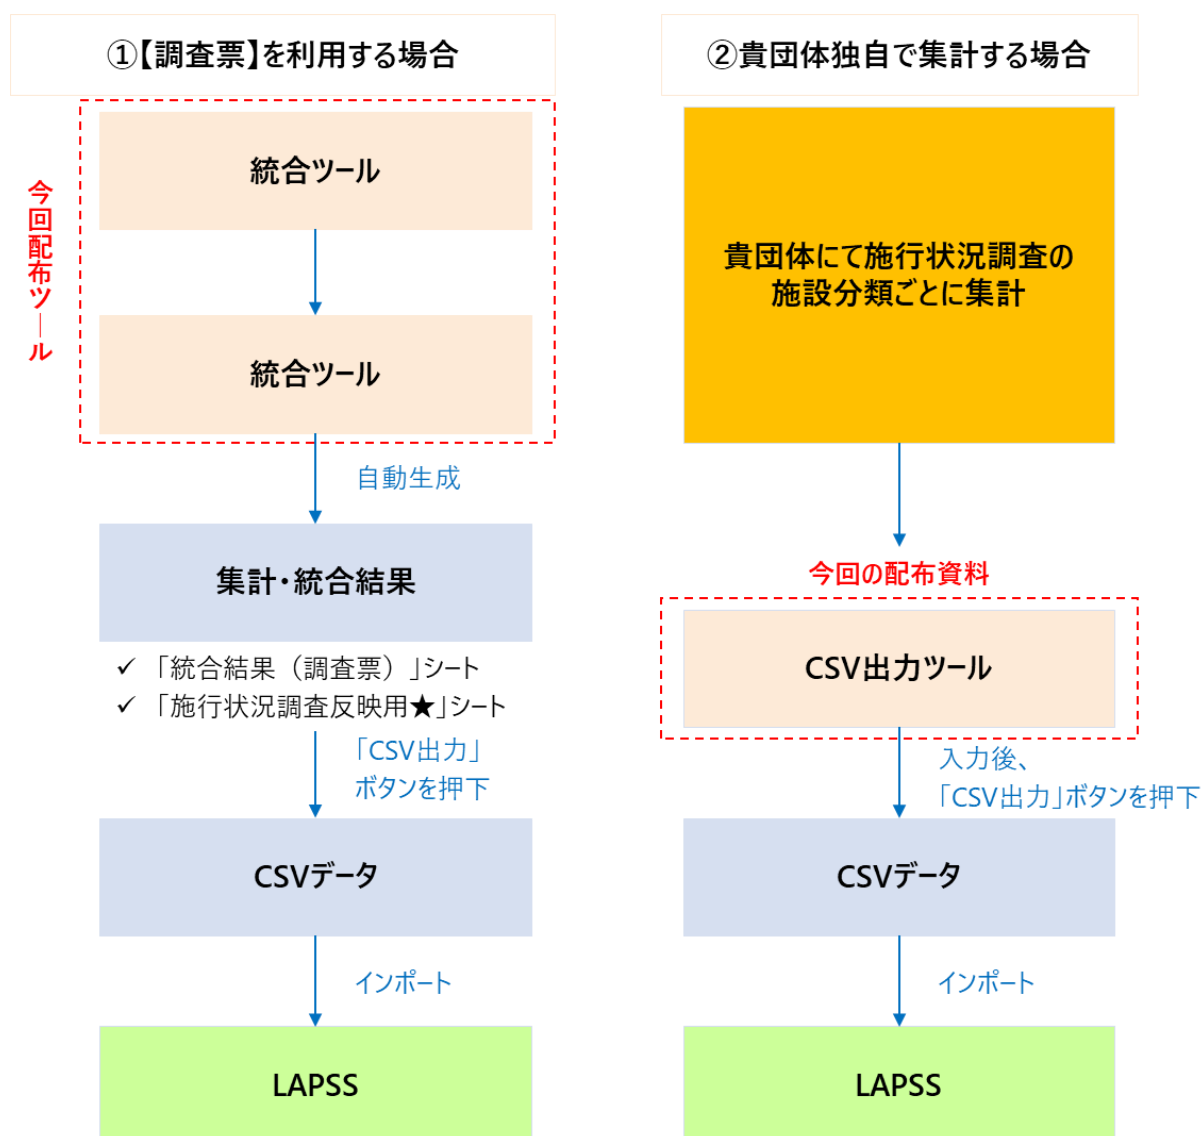 ①【調査票】を利用する場合
今回配布ツール
統合ツール
統合ツール
自動生成
集計・統合結果
✓ 「統合結果（調査票）」シート
✓ 「施行状況調査反映用★」シート
「CSV出力」
ボタンを押下
CSVデータ
インポート
LAPSS
②貴団体独自で集計する場合
貴団体にて施行状況調査の
施設分類ごとに集計
今回の配布資料
CSV出力ツール
入力後、
「CSV出力」ボタンを押下
CSVデータ
インポート
LAPSS